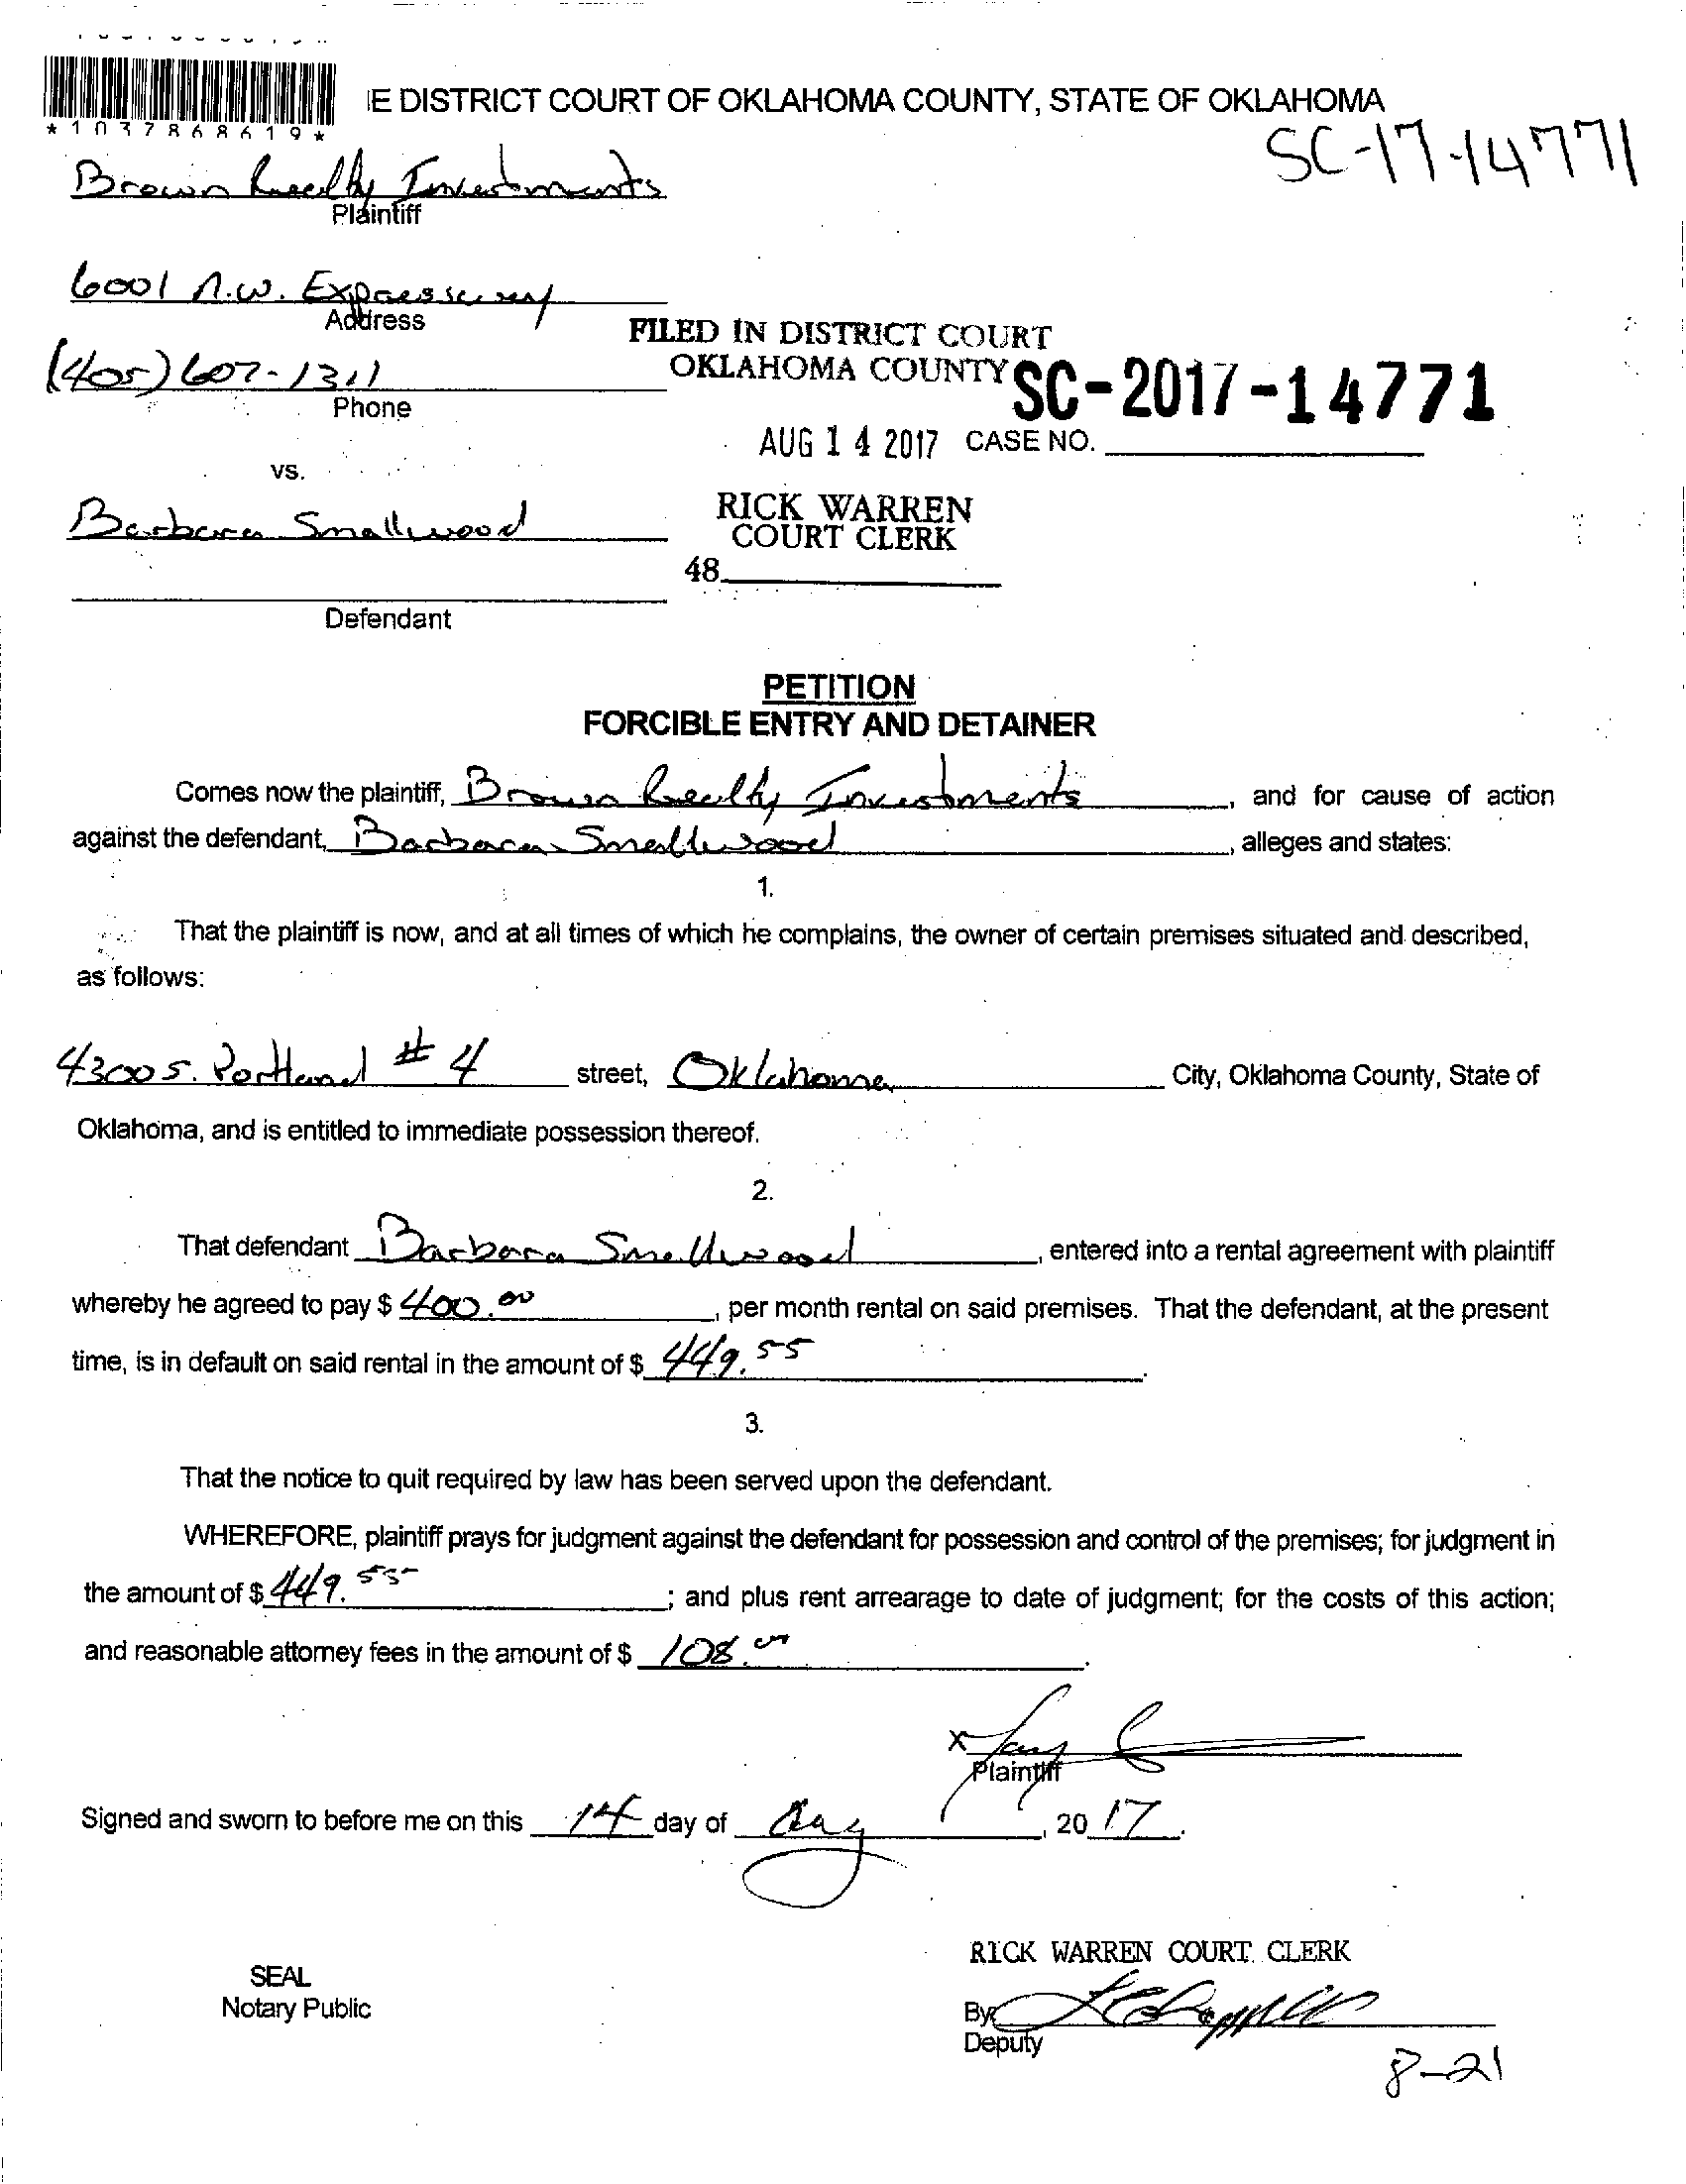 *1037868619*
IE DISTRICT COURT OF OKLAHOMA COUNTY, STATE OF OKLAHOMA
SC-17-14771
Brown Realty Investments
Plaintiff
6001 N.W. Expressway
Address
(405) 607-1311
Phone
FILED IN DISTRICT COURT
OKLAHOMA COUNTY
SC-2017-14771
AUG 14 2017 CASE NO.
vs.
Barbara Smallwood
RICK WARREN
COURT CLERK
48
Defendant
PETITION
FORCIBLE ENTRY AND DETAINER
Comes now the plaintiff, Brown Realty Investments, and for cause of action
against the defendant, Barbara Smallwood, alleges and states:
1.
That the plaintiff is now, and at all times of which he complains, the owner of certain premises situated and described,
as follows:
4300 S. Portland # 4 street, Oklahoma City, Oklahoma County, State of
Oklahoma, and is entitled to immediate possession thereof.
2.
That defendant Barbara Smallwood, entered into a rental agreement with plaintiff
whereby he agreed to pay $ 400.00, per month rental on said premises. That the defendant, at the present
time, is in default on said rental in the amount of $ 449.55.
3.
That the notice to quit required by law has been served upon the defendant.
WHEREFORE, plaintiff prays for judgment against the defendant for possession and control of the premises; for judgment in
the amount of $ 449.55; and plus rent arrearage to date of judgment; for the costs of this action;
and reasonable attorney fees in the amount of $ 108.00.
x
Plaintiff
Signed and sworn to before me on this 14 day of Aug, 20 17.
RICK WARREN COURT CLERK
SEAL
Notary Public
By
Deputy
8-21